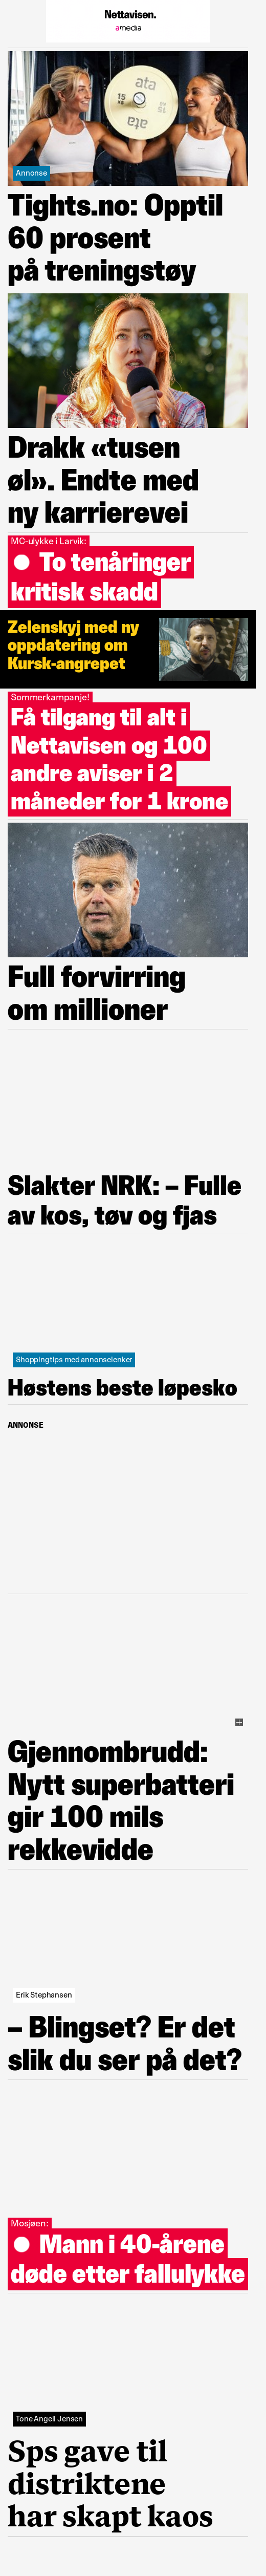 Nettavisen.
amedia
ata
15
KG
ata
Annonse
Tights.no: Opptil
60 prosent
på treningstøy
Drakk «tusen
øl». Endte med
ny karrierevei
MC-ulykke i Larvik:
To tenåringer
kritisk skadd
Zelenskyj med ny
oppdatering om
Kursk-angrepet
Sommerkampanje!
Få tilgang til alt i
Nettavisen og 100
andre aviser i 2
måneder for 1 krone
Full forvirring
om millioner
Slakter NRK: – Fulle
av kos, tøv og fjas
Shoppingtips med annonselenker
Høstens beste løpesko
ANNONSE
Gjennombrudd:
Nytt superbatteri
gir 100 mils
rekkevidde
Erik Stephansen
– Blingset? Er det
slik du ser på det?
Mosjøen:
Mann i 40-årene
døde etter fallulykke
Tone Angell Jensen
Sps gave til
distriktene
har skapt kaos